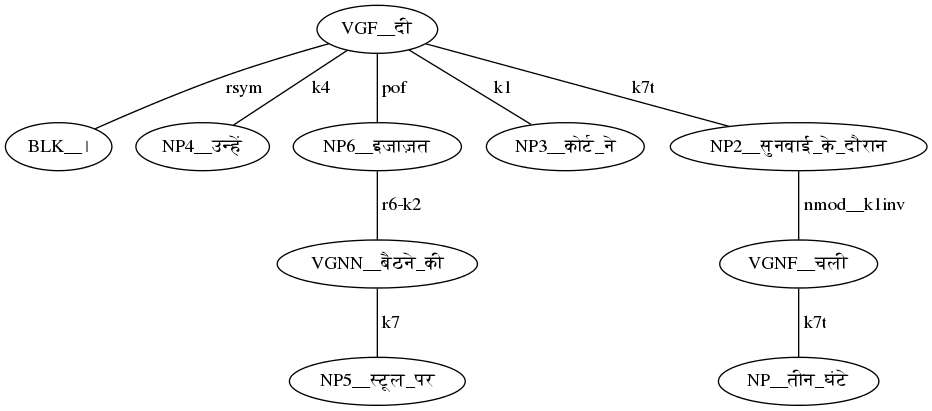 VGF__दी
rsym k4 pof k1 k7t
BLK__। NP4__उन्हें NP6__इजाज़त NP3__कोर्ट_ने NP2__सुनवाई_के_दौरान
r6-k2 nmod__k1inv
VGNN__बैठने_की VGNF__चली
k7 k7t
NP5__स्टूल_पर NP__तीन_घंटे